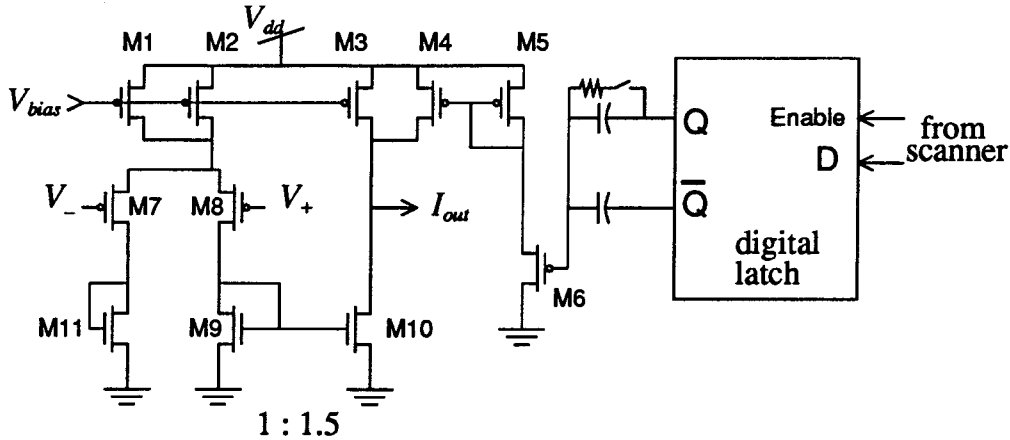 V_dd
M1 M2 M3 M4 M5
V_bias
Q Enable from
D scanner
V_– M7 M8 V_+ I_out Q̅
digital
latch
M6
M11 M9 M10
1 : 1.5